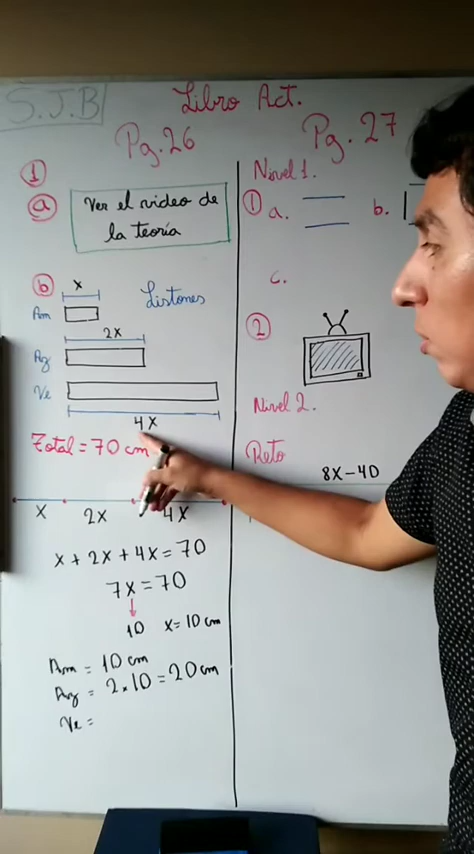 S.J.B
Libro Act.
Pg.26
1
a
Ver el video de
la teoría
b
x
Listones
Am
2x
Az
Ve
4x
Total = 70 cm
x 2x 4x
x + 2x + 4x = 70
7x = 70
10 x = 10 cm
Am = 10 cm
Az = 2 × 10 = 20 cm
Ve =
Pg. 27
Nivel 1.
1 a. b.
c.
2
Nivel 2.
Reto
8x - 40